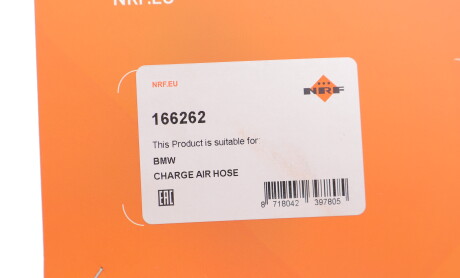 NRF.EU
NRF.EU
NRF
166262
This Product is suitable for:
BMW
CHARGE AIR HOSE
EAC
8 718042 397805